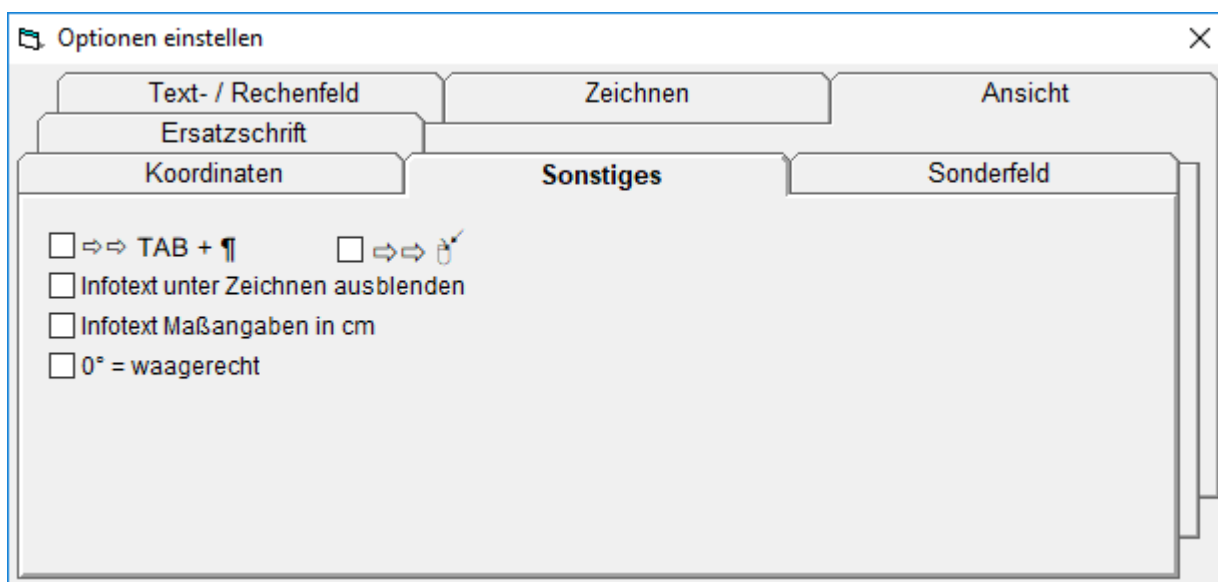 Optionen einstellen
Text- / Rechenfeld Zeichnen Ansicht
Ersatzschrift
Koordinaten Sonstiges Sonderfeld
⇨⇨ TAB + ¶ ⇨⇨
Infotext unter Zeichnen ausblenden
Infotext Maßangaben in cm
0° = waagerecht